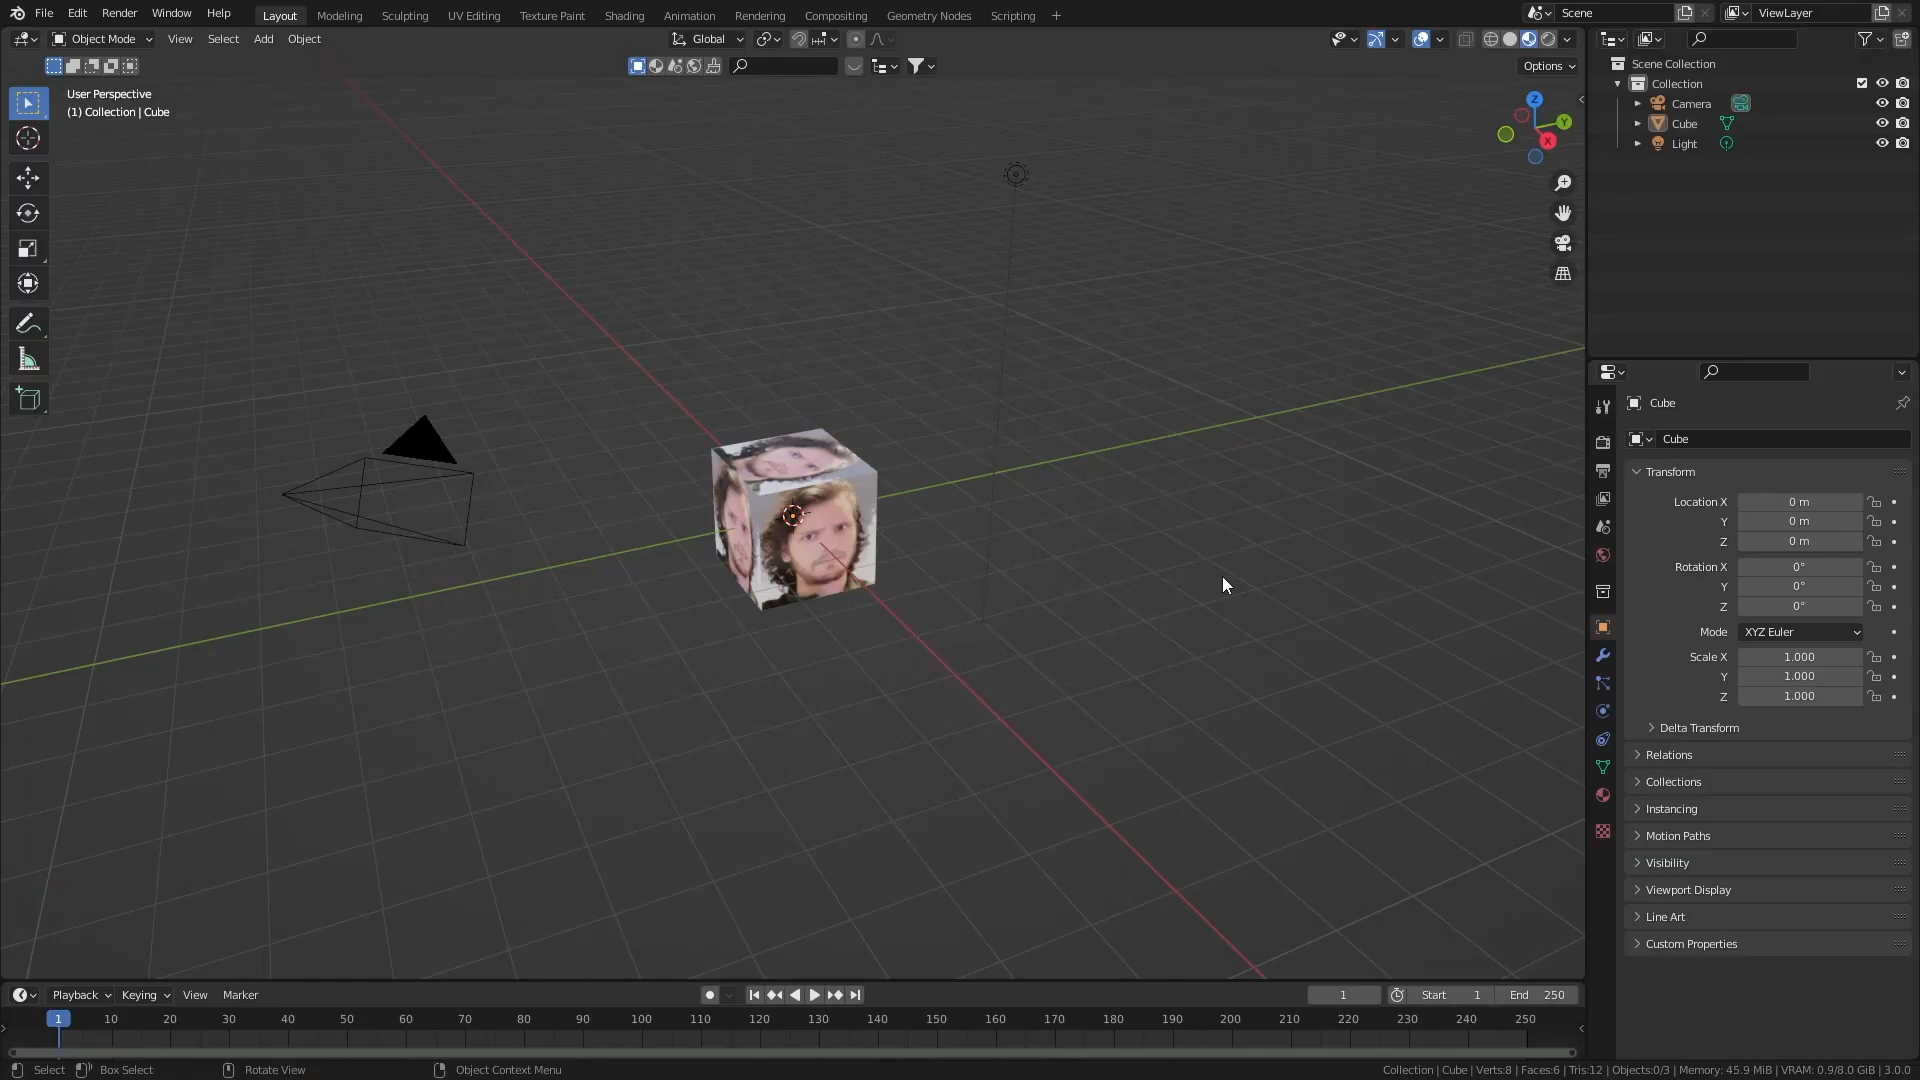 File Edit Render Window Help Layout Modeling Sculpting UV Editing Texture Paint Shading Animation Rendering Compositing Geometry Nodes Scripting + Scene ViewLayer
Object Mode View Select Add Object Global
Options
User Perspective
(1) Collection | Cube
Z
Y
X
Scene Collection
Collection
Camera
Cube
Light
Cube
Cube
Transform
Location X 0 m
Y 0 m
Z 0 m
Rotation X 0°
Y 0°
Z 0°
Mode XYZ Euler
Scale X 1.000
Y 1.000
Z 1.000
Delta Transform
Relations
Collections
Instancing
Motion Paths
Visibility
Viewport Display
Line Art
Custom Properties
Playback Keying View Marker 1 Start 1 End 250
1 10 20 30 40 50 60 70 80 90 100 110 120 130 140 150 160 170 180 190 200 210 220 230 240 250
Select Box Select Rotate View Object Context Menu Collection | Cube | Verts:8 | Faces:6 | Tris:12 | Objects:0/3 | Memory: 45.9 MiB | VRAM: 0.9/8.0 GiB | 3.0.0